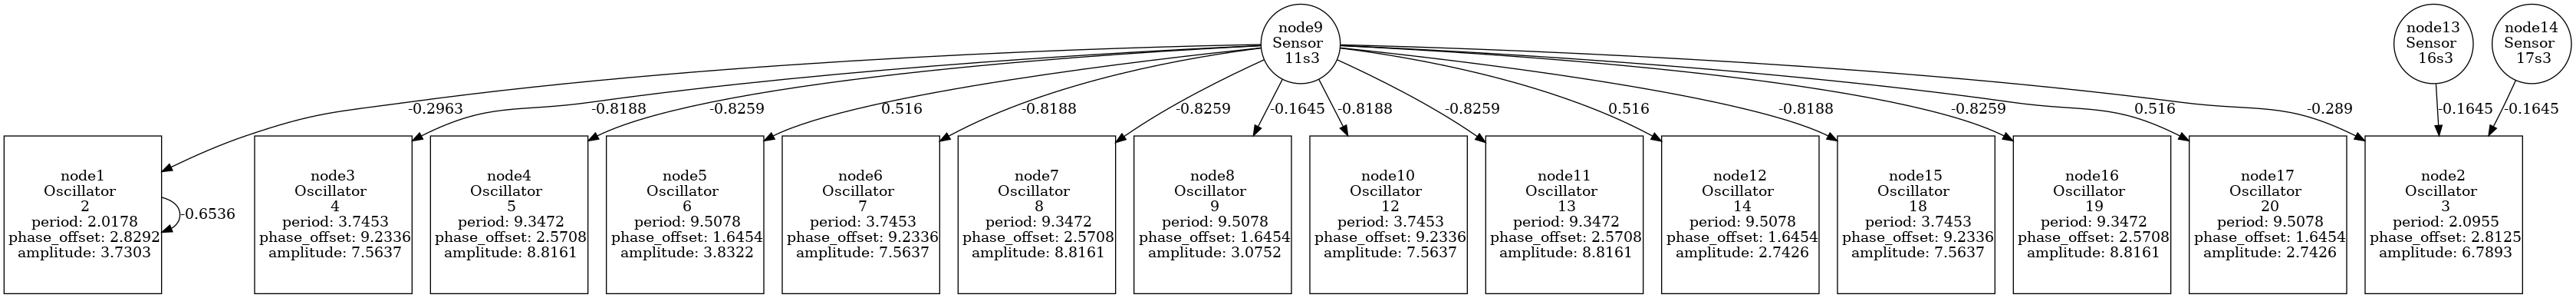 node9
Sensor
11s3
node13
Sensor
16s3
node14
Sensor
17s3
-0.2963
-0.8188
-0.8259
0.516
-0.8188
-0.8259
-0.1645
-0.8188
-0.8259
0.516
-0.8188
-0.8259
0.516
-0.289
-0.1645
-0.1645
node1
Oscillator
2
period: 2.0178
phase_offset: 2.8292
amplitude: 3.7303
-0.6536
node3
Oscillator
4
period: 3.7453
phase_offset: 9.2336
amplitude: 7.5637
node4
Oscillator
5
period: 9.3472
phase_offset: 2.5708
amplitude: 8.8161
node5
Oscillator
6
period: 9.5078
phase_offset: 1.6454
amplitude: 3.8322
node6
Oscillator
7
period: 3.7453
phase_offset: 9.2336
amplitude: 7.5637
node7
Oscillator
8
period: 9.3472
phase_offset: 2.5708
amplitude: 8.8161
node8
Oscillator
9
period: 9.5078
phase_offset: 1.6454
amplitude: 3.0752
node10
Oscillator
12
period: 3.7453
phase_offset: 9.2336
amplitude: 7.5637
node11
Oscillator
13
period: 9.3472
phase_offset: 2.5708
amplitude: 8.8161
node12
Oscillator
14
period: 9.5078
phase_offset: 1.6454
amplitude: 2.7426
node15
Oscillator
18
period: 3.7453
phase_offset: 9.2336
amplitude: 7.5637
node16
Oscillator
19
period: 9.3472
phase_offset: 2.5708
amplitude: 8.8161
node17
Oscillator
20
period: 9.5078
phase_offset: 1.6454
amplitude: 2.7426
node2
Oscillator
3
period: 2.0955
phase_offset: 2.8125
amplitude: 6.7893